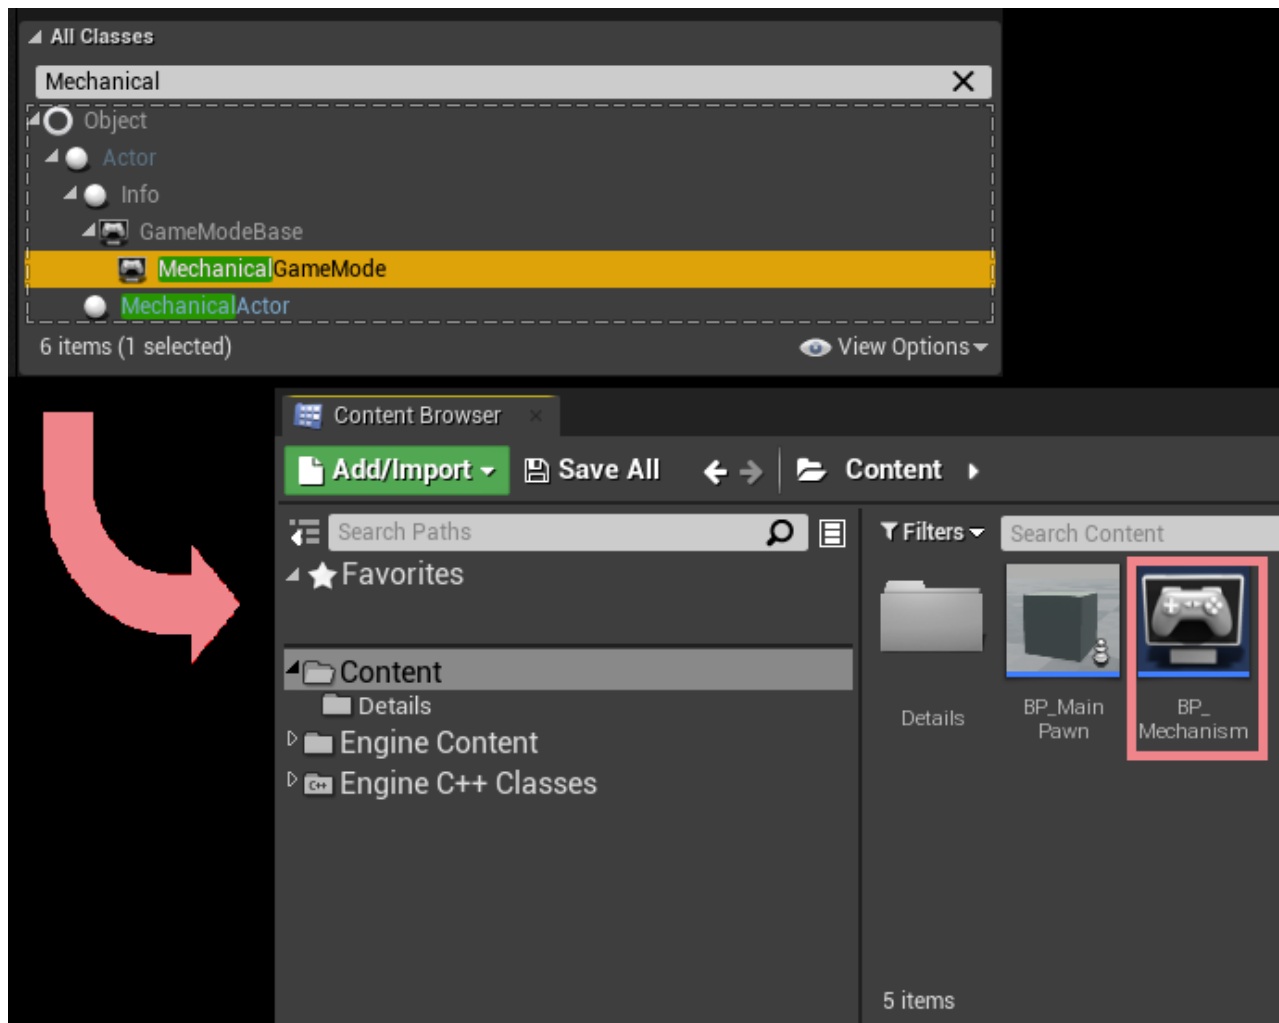 All Classes
Mechanical
Object
Actor
Info
GameModeBase
MechanicalGameMode
MechanicalActor
6 items (1 selected)
View Options
Content Browser
Add/Import
Save All
Content
Search Paths
Filters
Search Content
Favorites
Content
Details
Engine Content
C++
Engine C++ Classes
Details
BP_Main
Pawn
BP_
Mechanism
5 items